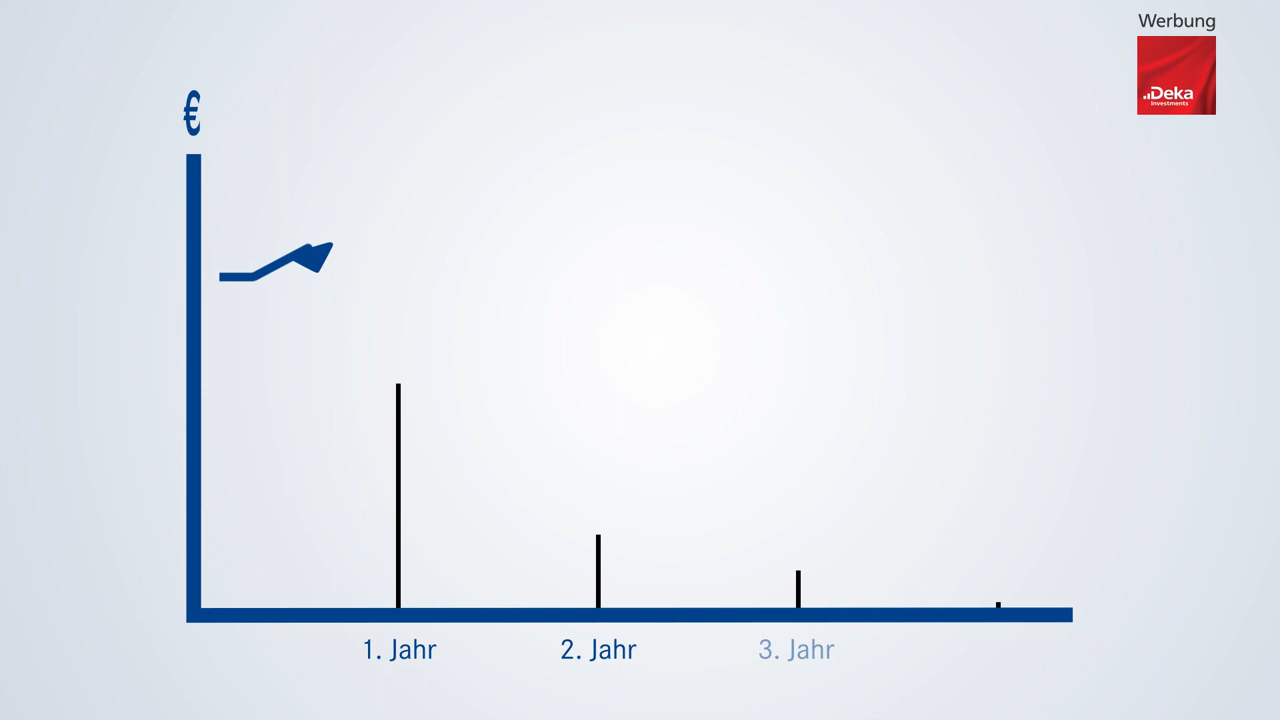 Werbung
Deka
Investments
€
1. Jahr
2. Jahr
3. Jahr